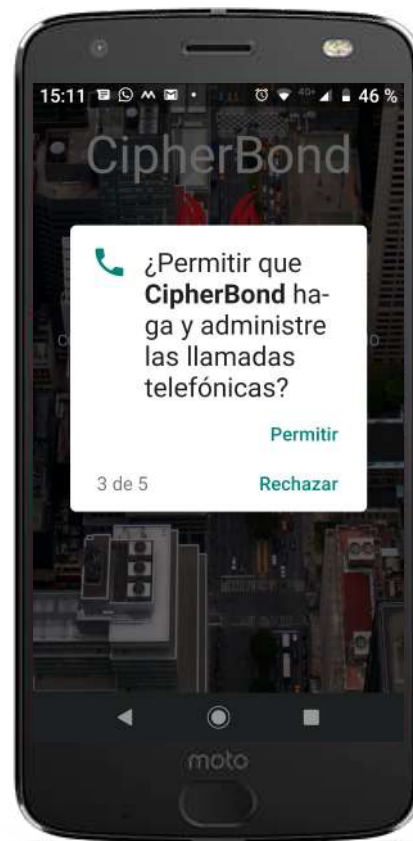 15:11 46 %
CipherBond
¿Permitir que
CipherBond ha-
ga y administre
las llamadas
telefónicas?
Permitir
3 de 5 Rechazar
moto